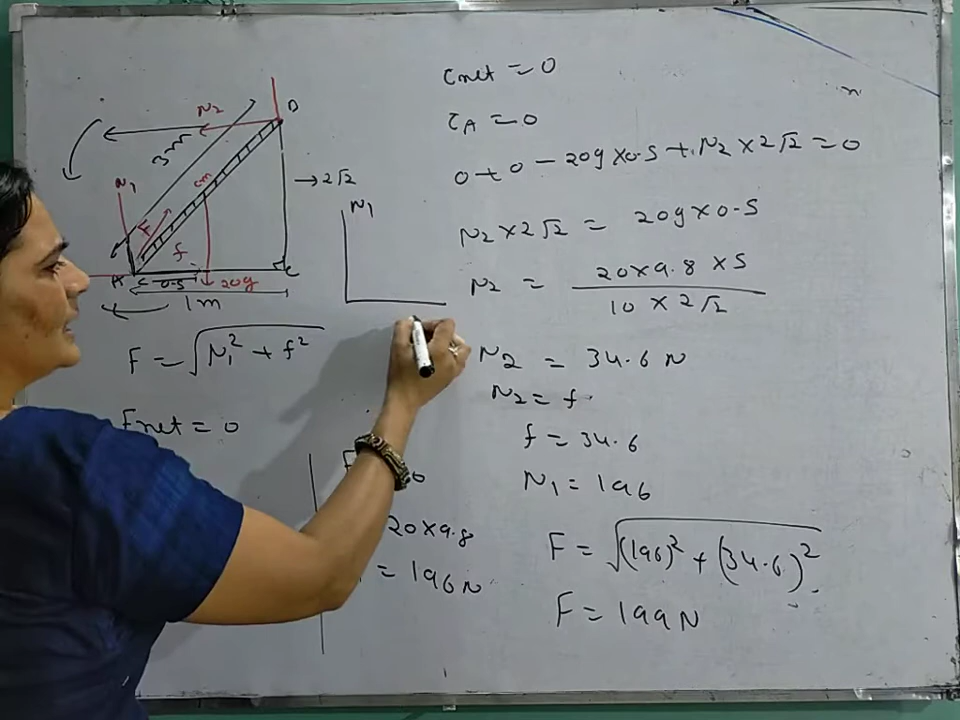 N₂
B
3m
N₁
cm
F
f
→ 2√2
A
0.5
20g
C
1m
F = √N₁² + f²
Fnet = 0
20×9.8
= 196N
N₁
τnet = 0
τA = 0
0 + 0 - 20g×0.5 + N₂×2√2 = 0
N₂×2√2 = 20g×0.5
N₂ = 20×9.8×5
10×2√2
N₂ = 34.6 N
N₂ = f
f = 34.6
N₁ = 196
F = √(196)² + (34.6)²
F = 199N